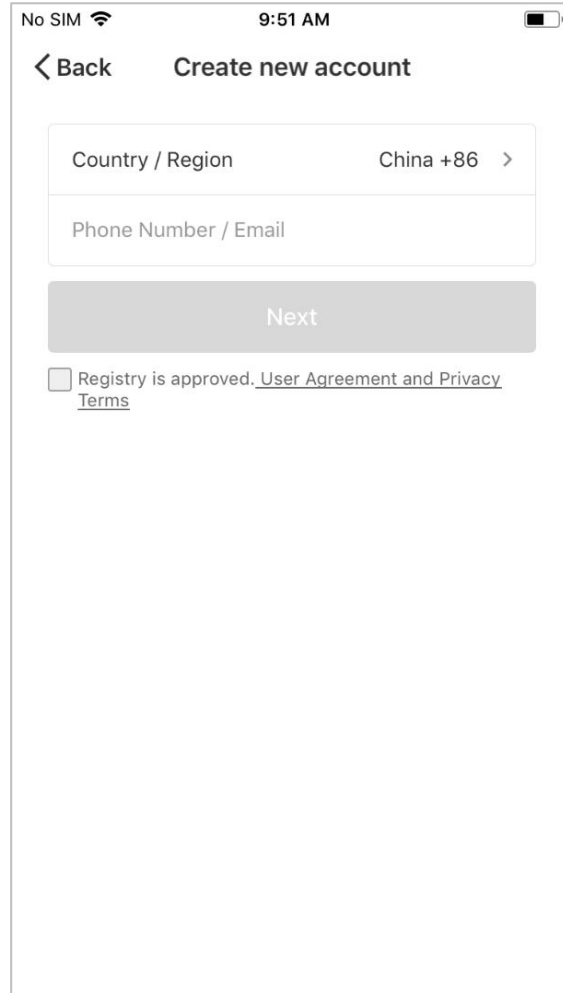 No SIM 9:51 AM
Back Create new account
Country / Region China +86
Phone Number / Email
Next
Registry is approved. User Agreement and Privacy
Terms